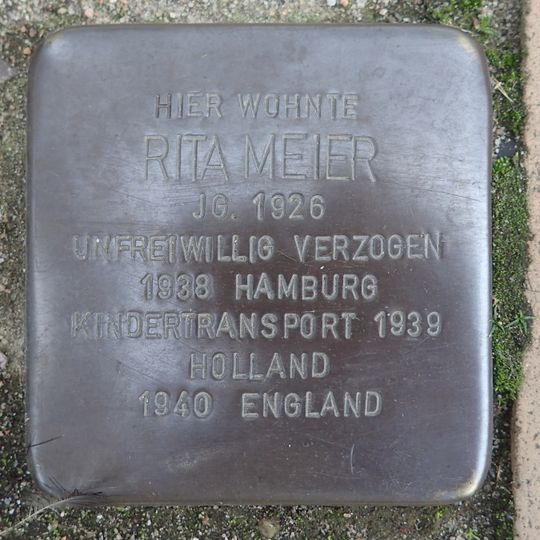 HIER WOHNTE
RITA MEIER
JG. 1926
UNFREIWILLIG VERZOGEN
1938 HAMBURG
KINDERTRANSPORT 1939
HOLLAND
1940 ENGLAND